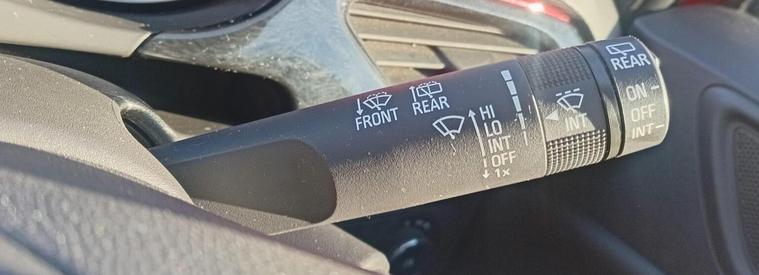 FRONT
REAR
HI
LO
INT
OFF
1x
INT
REAR
ON
OFF
INT